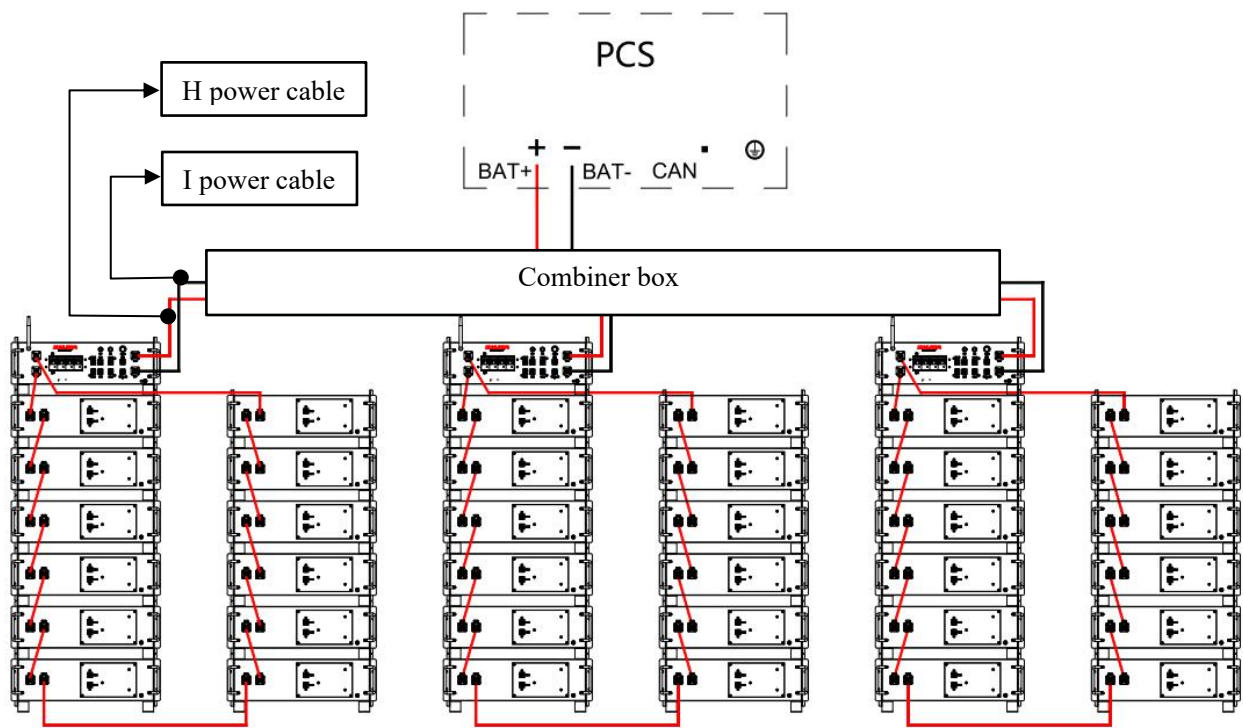 PCS
H power cable
I power cable
+ −
BAT+ BAT- CAN
Combiner box